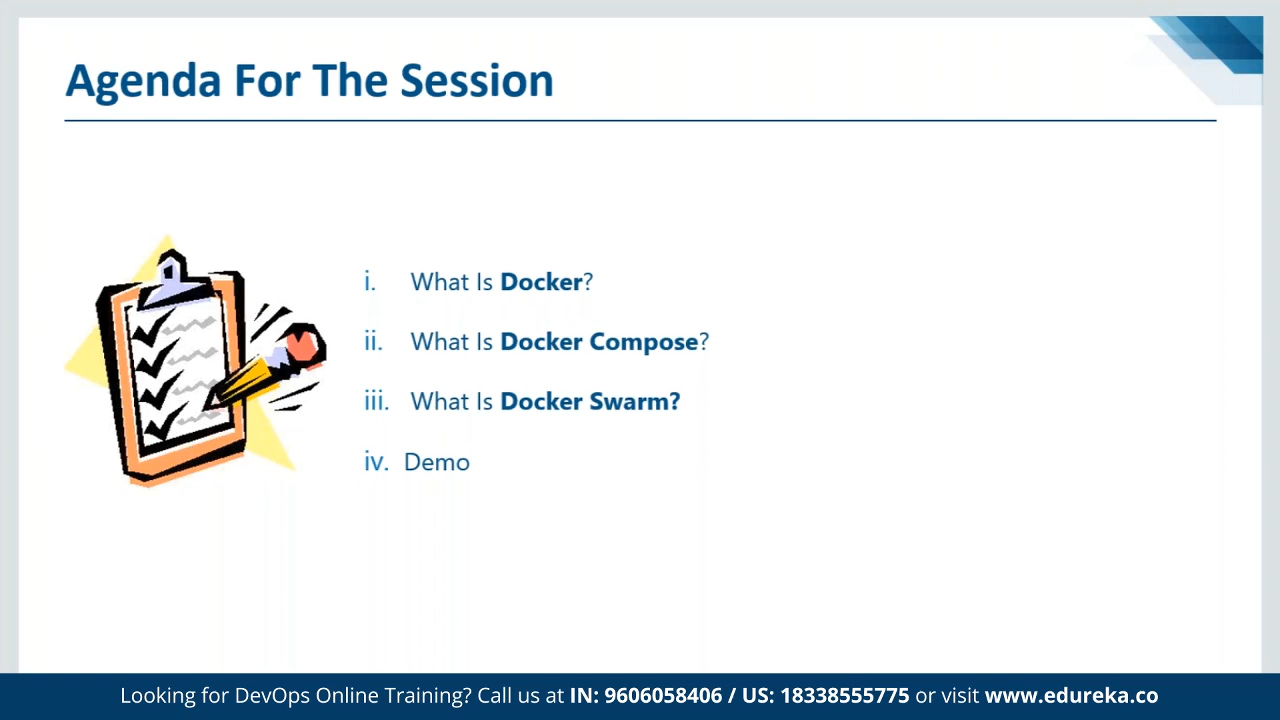 Agenda For The Session
i. What Is Docker?
ii. What Is Docker Compose?
iii. What Is Docker Swarm?
iv. Demo
Looking for DevOps Online Training? Call us at IN: 9606058406 / US: 18338555775 or visit www.edureka.co